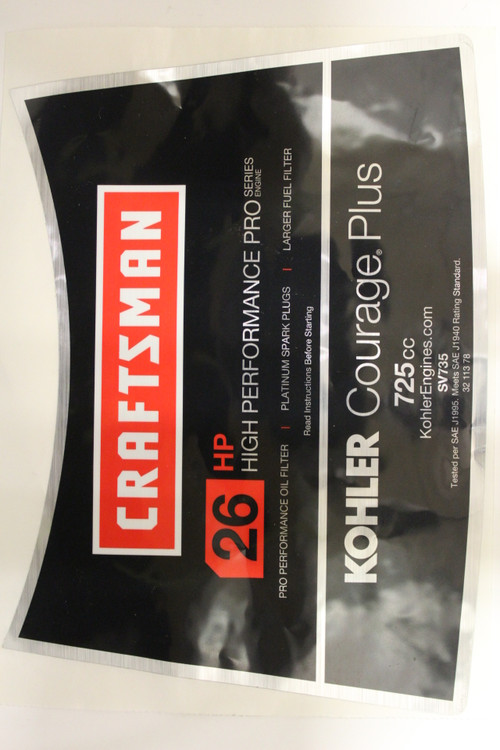 CRAFTSMAN
26 HP
HIGH PERFORMANCE PRO SERIES
ENGINE
PRO PERFORMANCE OIL FILTER | PLATINUM SPARK PLUGS | LARGER FUEL FILTER
Read Instructions Before Starting
KOHLER Courage® Plus
725cc
KohlerEngines.com
SV735
Tested per SAE J1995. Meets SAE J1940 Rating Standard.
32 113 78